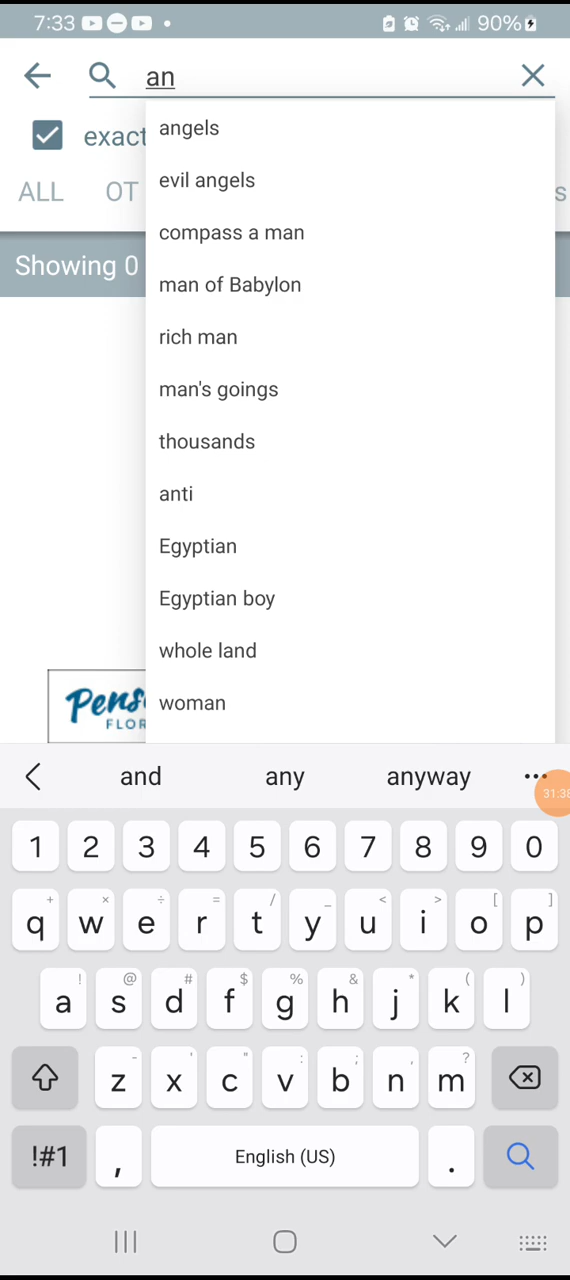 7:33 90%
an
exact
angels
ALL OT s
evil angels
compass a man
Showing 0
man of Babylon
rich man
man's goings
thousands
anti
Egyptian
Egyptian boy
whole land
Pens
FLOR
woman
and any anyway
31:38
1 2 3 4 5 6 7 8 9 0
+ × ÷ = / _ < > [ ]
q w e r t y u i o p
! @ # $ % & * ( )
a s d f g h j k l
- ' " : ; , ?
z x c v b n m
!#1 , English (US) .